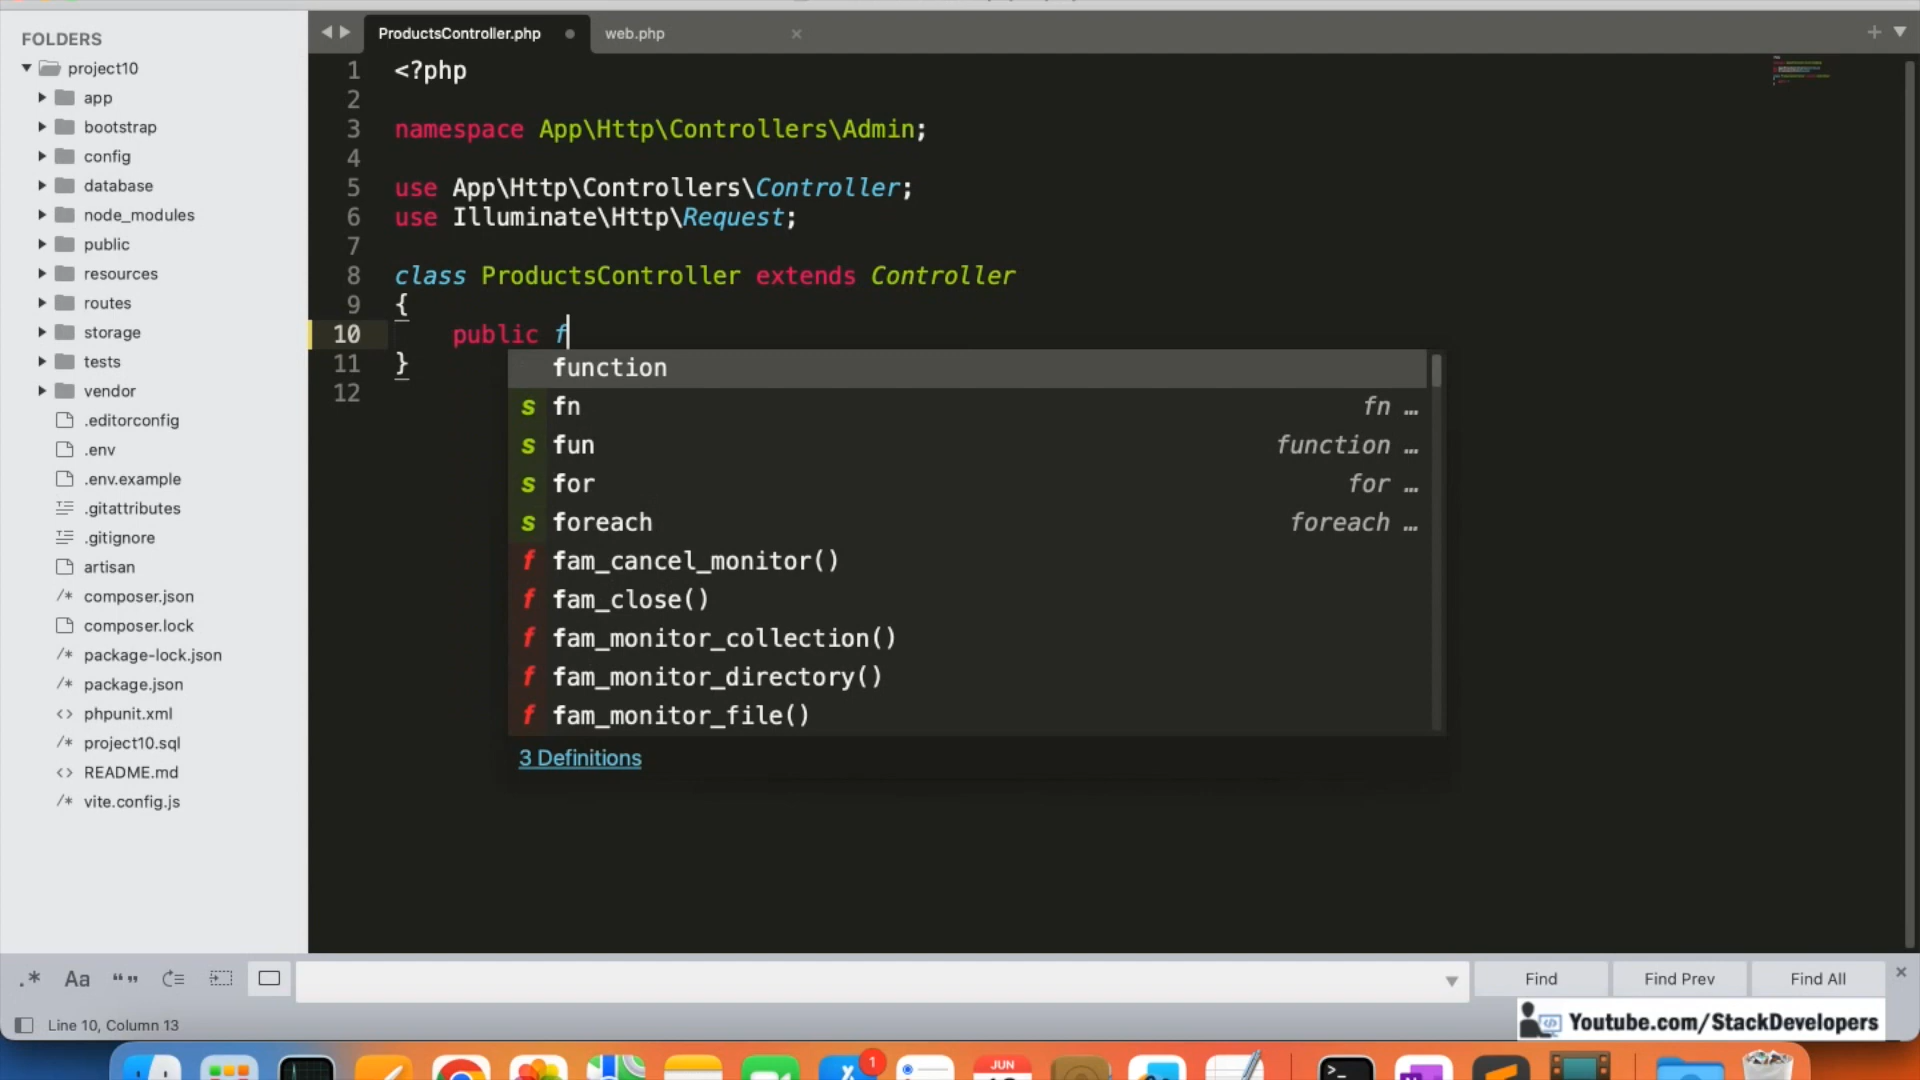 FOLDERS
project10
app
bootstrap
config
database
node_modules
public
resources
routes
storage
tests
vendor
.editorconfig
.env
.env.example
.gitattributes
.gitignore
artisan
/* composer.json
composer.lock
/* package-lock.json
/* package.json
<> phpunit.xml
/* project10.sql
<> README.md
/* vite.config.js
ProductsController.php
web.php
1 <?php
2
3 namespace App\Http\Controllers\Admin;
4
5 use App\Http\Controllers\Controller;
6 use Illuminate\Http\Request;
7
8 class ProductsController extends Controller
9 {
10 public f
11 }
12
function
s fn fn …
s fun function …
s for for …
s foreach foreach …
f fam_cancel_monitor()
f fam_close()
f fam_monitor_collection()
f fam_monitor_directory()
f fam_monitor_file()
3 Definitions
.* Aa “” Find Find Prev Find All
Line 10, Column 13
Youtube.com/StackDevelopers
1
JUN